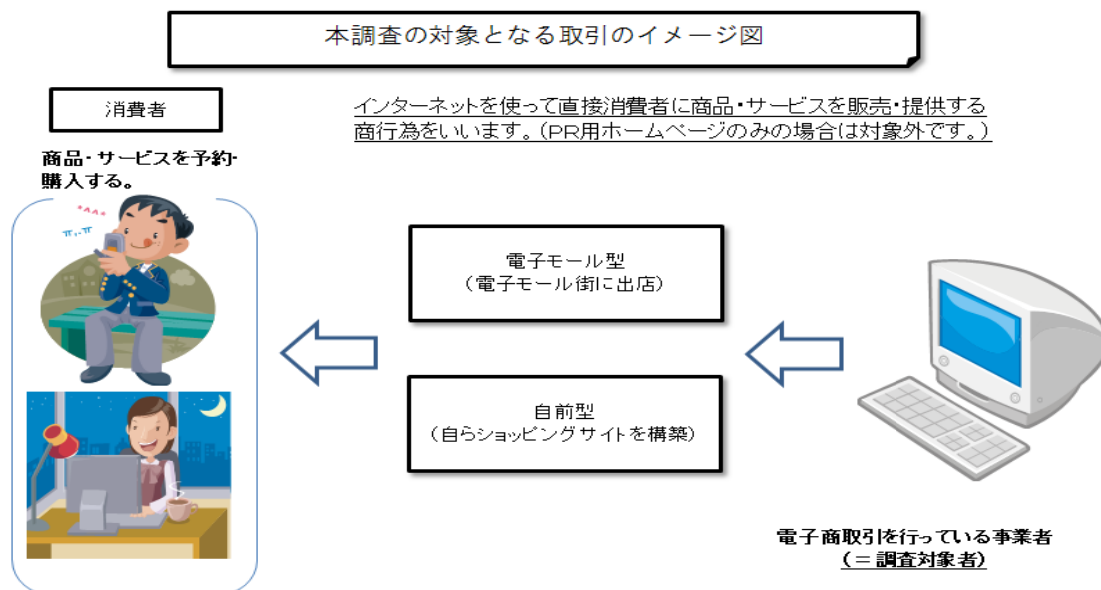 本調査の対象となる取引のイメージ図
消費者
インターネットを使って直接消費者に商品・サービスを販売・提供する
商行為をいいます。（PR用ホームページのみの場合は対象外です。）
商品・サービスを予約・
購入する。
電子モール型
（電子モール街に出店）
自前型
（自らショッピングサイトを構築）
電子商取引を行っている事業者
（＝調査対象者）